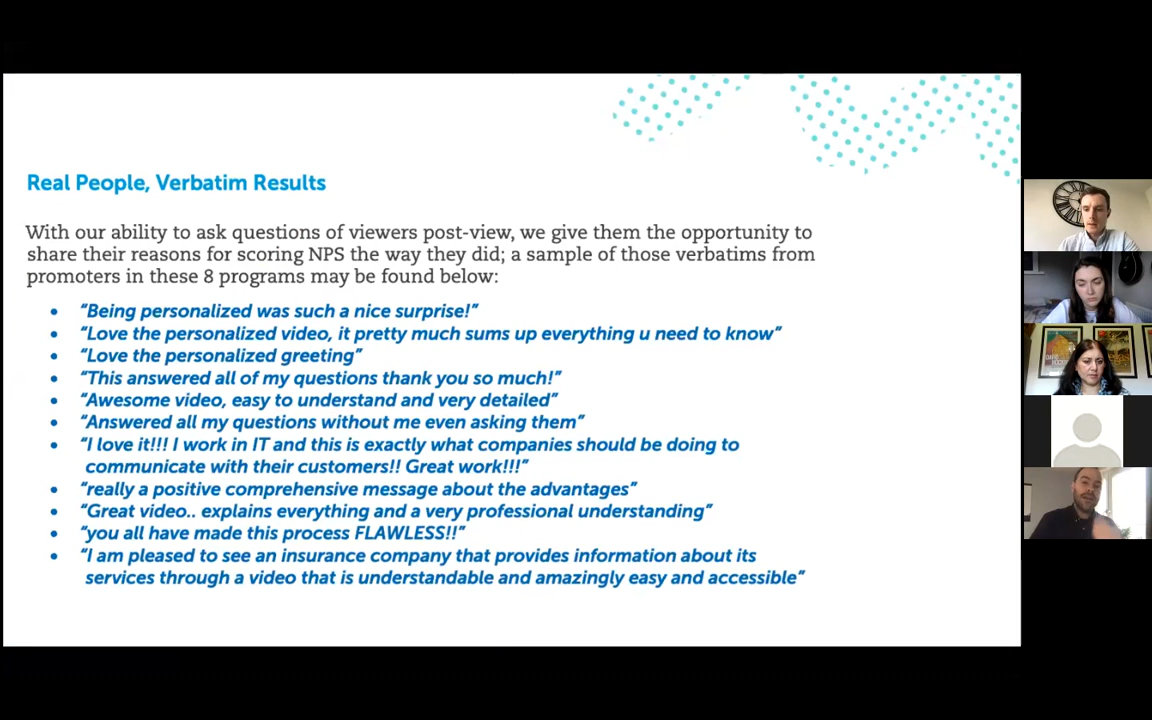 Real People, Verbatim Results
With our ability to ask questions of viewers post-view, we give them the opportunity to
share their reasons for scoring NPS the way they did; a sample of those verbatims from
promoters in these 8 programs may be found below:
• “Being personalized was such a nice surprise!”
• “Love the personalized video, it pretty much sums up everything u need to know”
• “Love the personalized greeting”
• “This answered all of my questions thank you so much!”
• “Awesome video, easy to understand and very detailed”
• “Answered all my questions without me even asking them”
• “I love it!!! I work in IT and this is exactly what companies should be doing to
communicate with their customers!! Great work!!!”
• “really a positive comprehensive message about the advantages”
• “Great video.. explains everything and a very professional understanding”
• “you all have made this process FLAWLESS!!”
• “I am pleased to see an insurance company that provides information about its
services through a video that is understandable and amazingly easy and accessible”